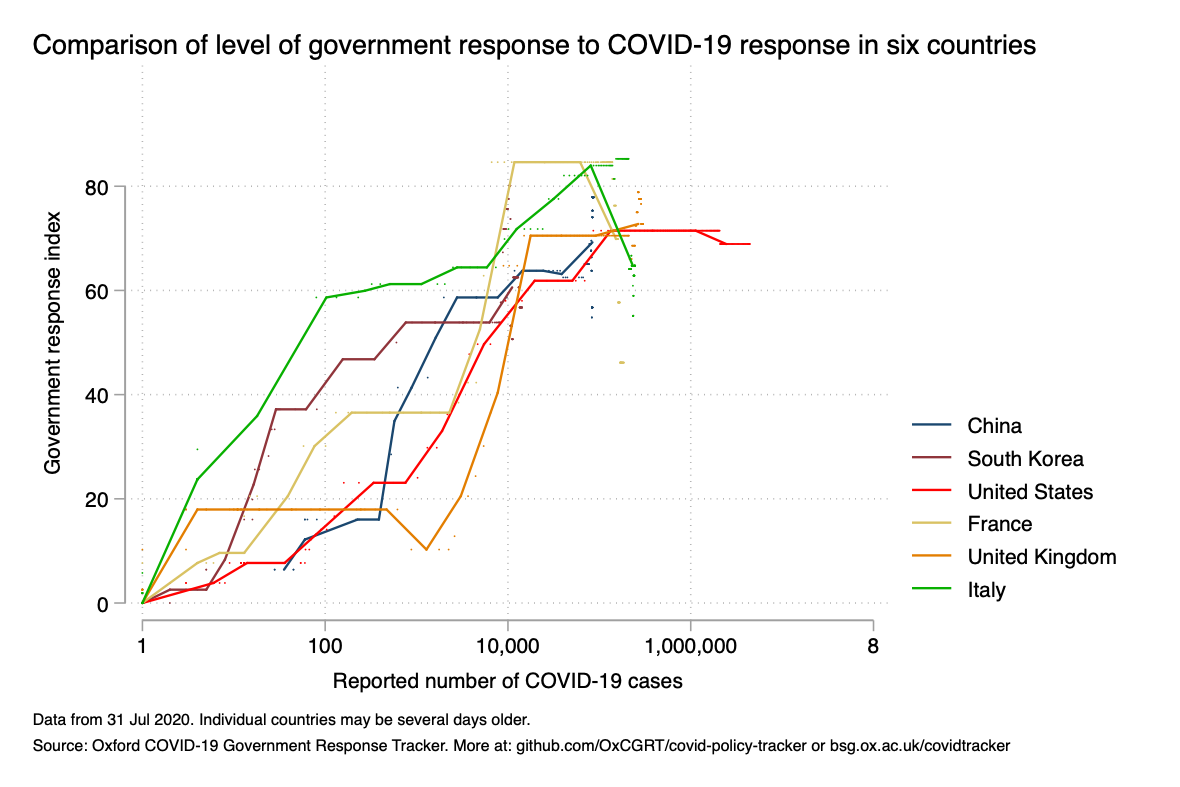 Comparison of level of government response to COVID-19 response in six countries
Government response index
80
60
40
20
0
1
100
10,000
1,000,000
8
Reported number of COVID-19 cases
China
South Korea
United States
France
United Kingdom
Italy
Data from 31 Jul 2020. Individual countries may be several days older.
Source: Oxford COVID-19 Government Response Tracker. More at: github.com/OxCGRT/covid-policy-tracker or bsg.ox.ac.uk/covidtracker